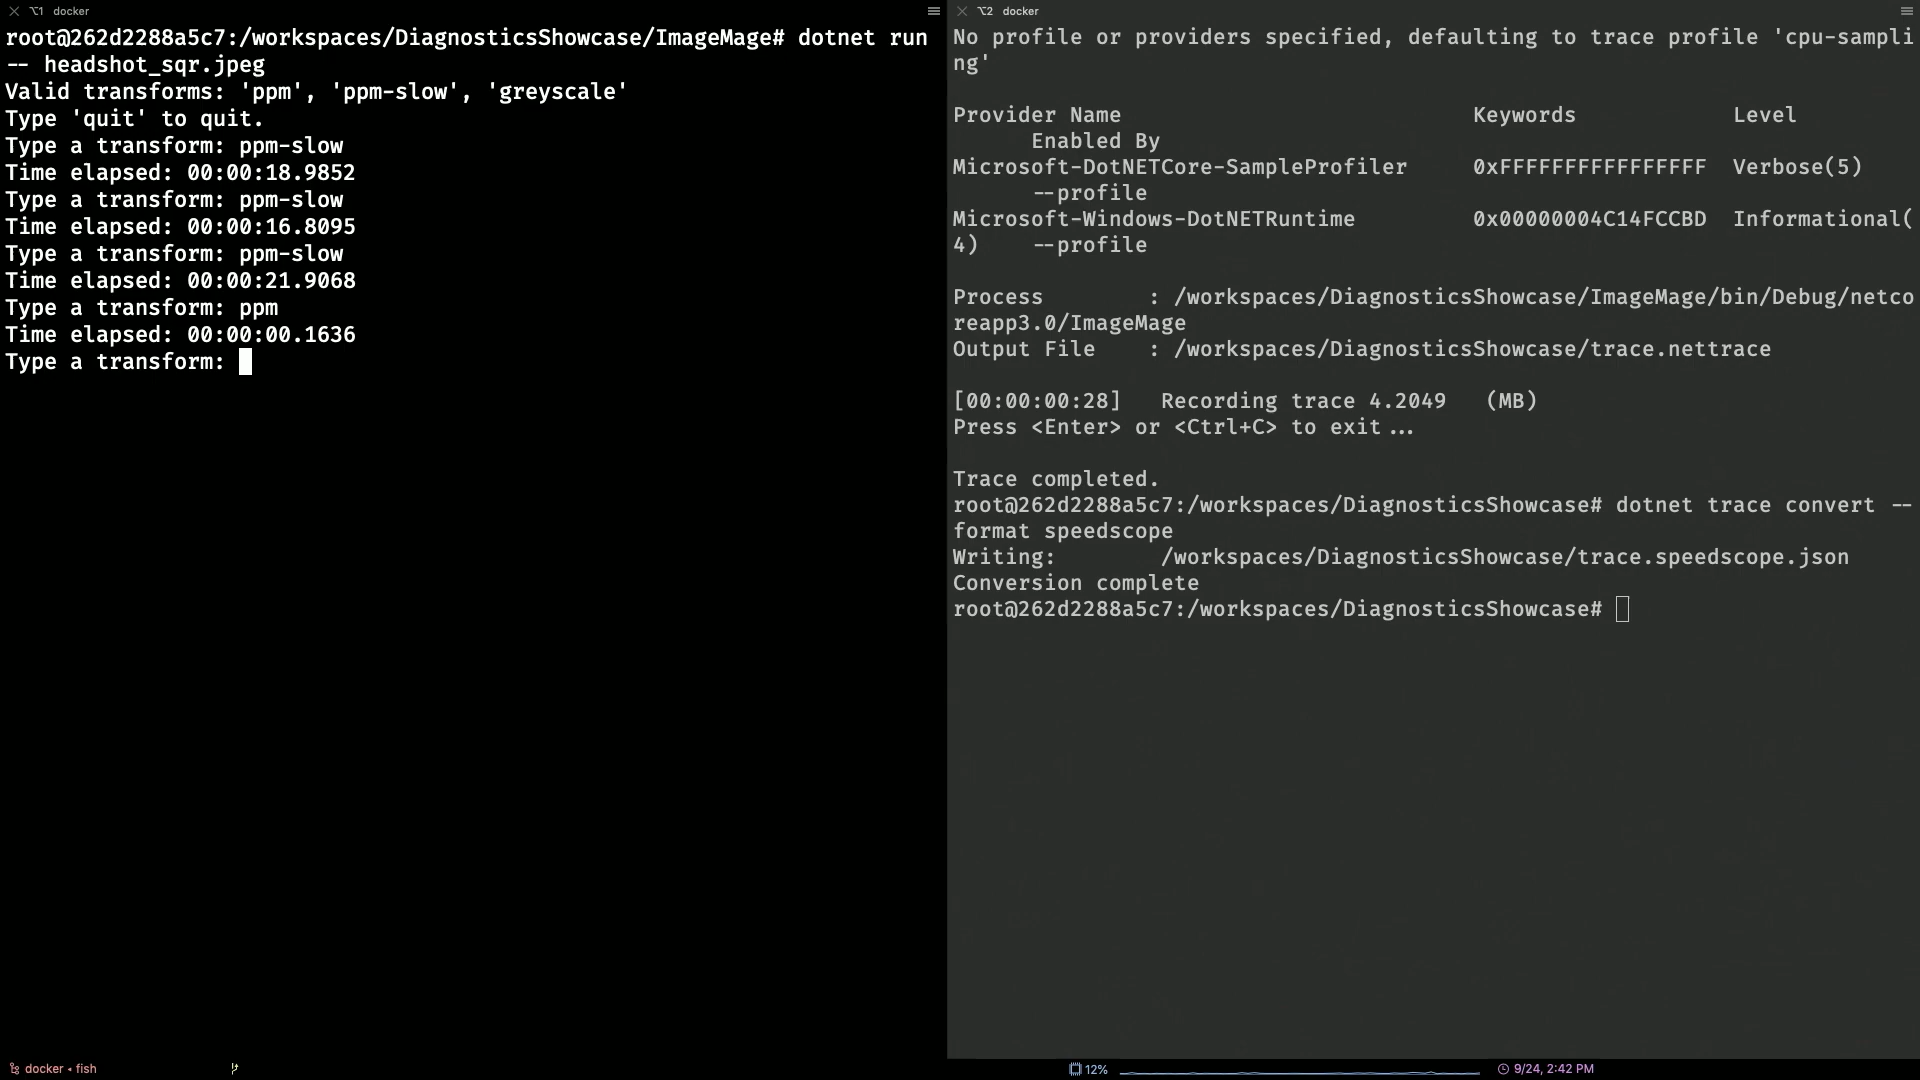 ⌥1 docker
root@262d2288a5c7:/workspaces/DiagnosticsShowcase/ImageMage# dotnet run
-- headshot_sqr.jpeg
Valid transforms: 'ppm', 'ppm-slow', 'greyscale'
Type 'quit' to quit.
Type a transform: ppm-slow
Time elapsed: 00:00:18.9852
Type a transform: ppm-slow
Time elapsed: 00:00:16.8095
Type a transform: ppm-slow
Time elapsed: 00:00:21.9068
Type a transform: ppm
Time elapsed: 00:00:00.1636
Type a transform:
⌥2 docker
No profile or providers specified, defaulting to trace profile 'cpu-sampli
ng'
Provider Name Keywords Level
Enabled By
Microsoft-DotNETCore-SampleProfiler 0xFFFFFFFFFFFFFFFF Verbose(5)
--profile
Microsoft-Windows-DotNETRuntime 0x00000004C14FCCBD Informational(
4) --profile
Process : /workspaces/DiagnosticsShowcase/ImageMage/bin/Debug/netco
reapp3.0/ImageMage
Output File : /workspaces/DiagnosticsShowcase/trace.nettrace
[00:00:00:28] Recording trace 4.2049 (MB)
Press <Enter> or <Ctrl+C> to exit...
Trace completed.
root@262d2288a5c7:/workspaces/DiagnosticsShowcase# dotnet trace convert --
format speedscope
Writing: /workspaces/DiagnosticsShowcase/trace.speedscope.json
Conversion complete
root@262d2288a5c7:/workspaces/DiagnosticsShowcase#
docker • fish
12%
9/24, 2:42 PM